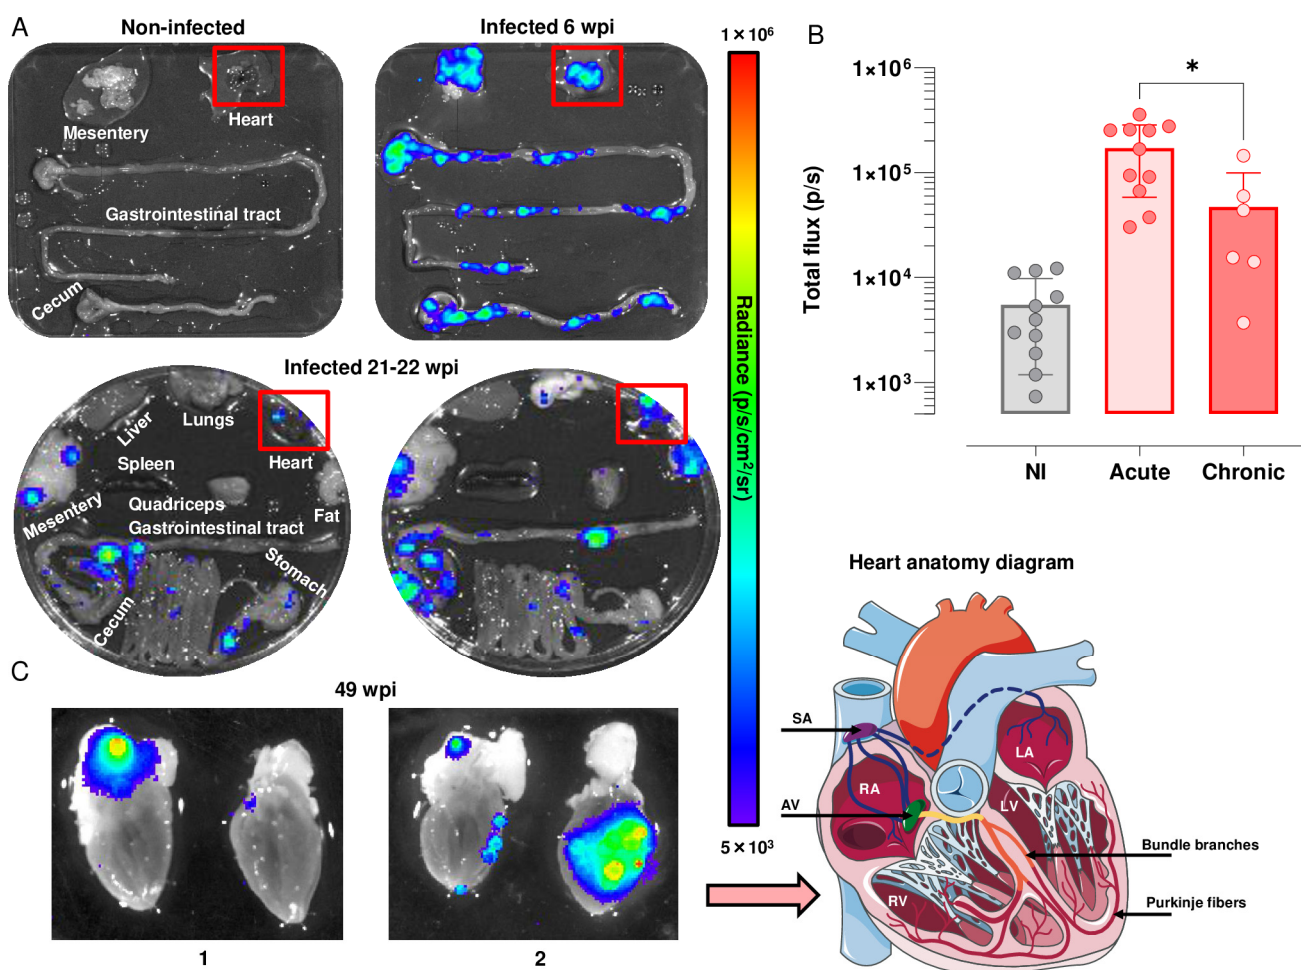 A
Non-infected
Infected 6 wpi
Mesentery
Heart
Gastrointestinal tract
Cecum
Infected 21-22 wpi
Liver
Lungs
Heart
Spleen
Mesentery
Quadriceps
Gastrointestinal tract
Fat
Stomach
Cecum
1×10⁶
Radiance (p/s/cm²/sr)
5×10³
B
Total flux (p/s)
1×10⁶
1×10⁵
1×10⁴
1×10³
*
NI
Acute
Chronic
C
49 wpi
1
2
Heart anatomy diagram
SA
LA
RA
LV
AV
Bundle branches
RV
Purkinje fibers